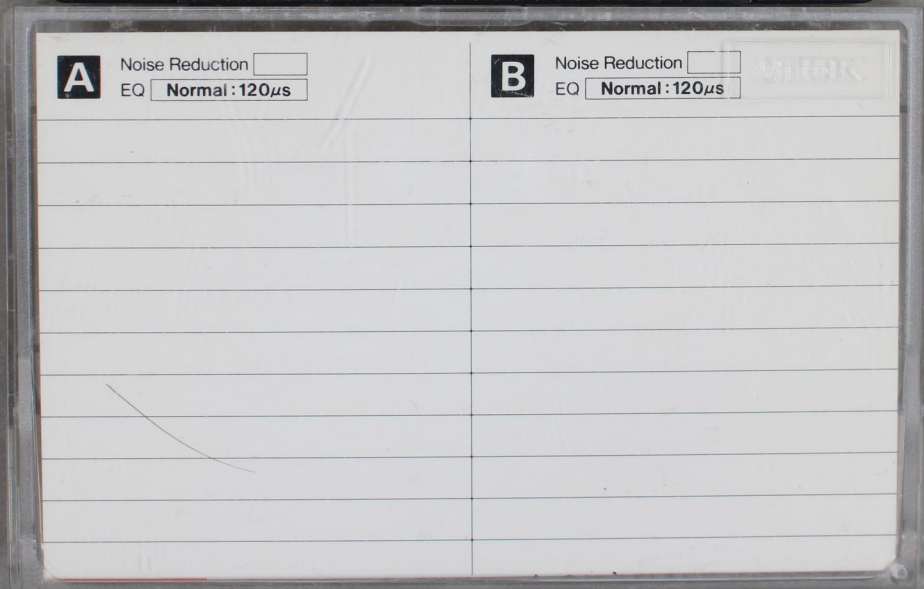 A Noise Reduction
EQ Normal : 120µs
B Noise Reduction
EQ Normal : 120µs